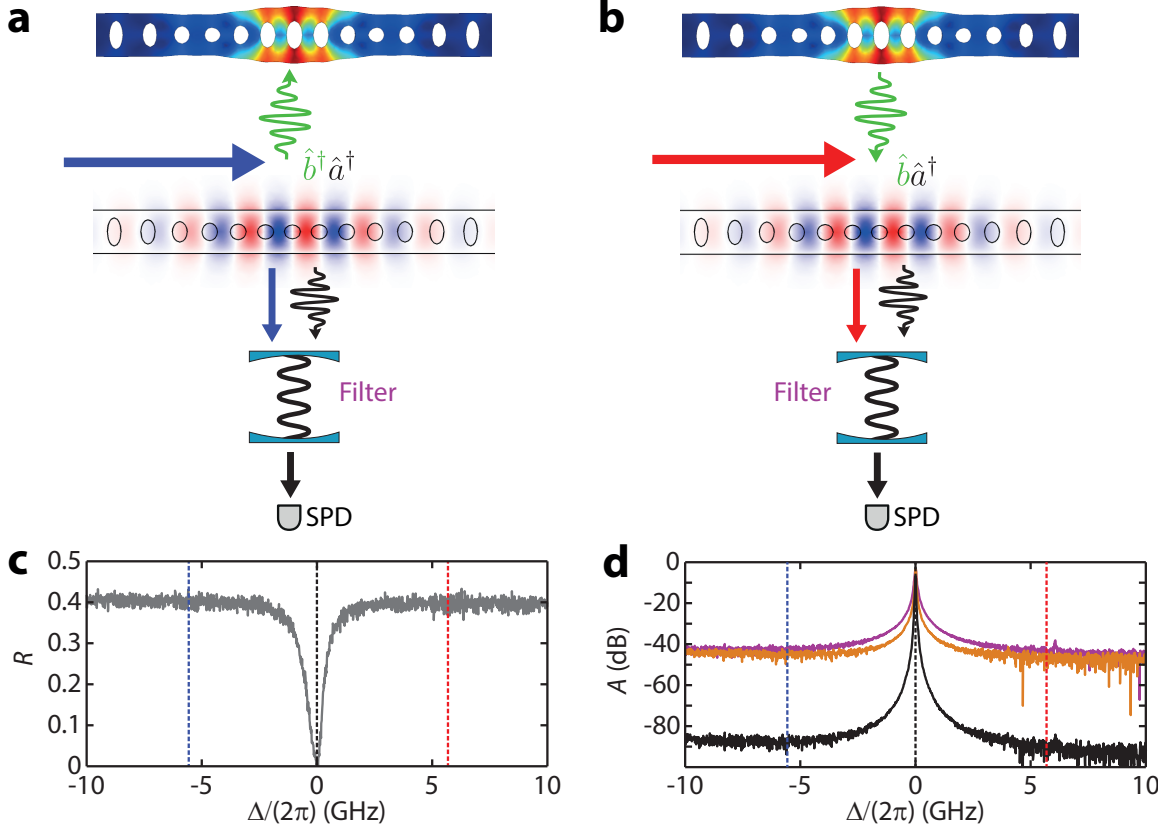 a
b̂†â†
Filter
SPD
b
b̂â†
Filter
SPD
c
0.5
0.4
0.3
0.2
0.1
0
R
-10
-5
0
5
10
Δ/(2π) (GHz)
d
0
-20
-40
-60
-80
A (dB)
-10
-5
0
5
10
Δ/(2π) (GHz)